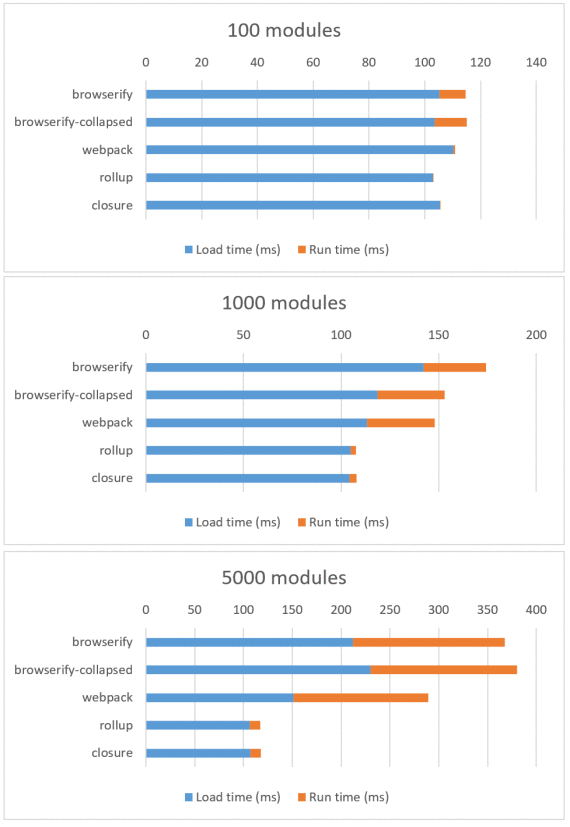 100 modules
0 20 40 60 80 100 120 140
browserify
browserify-collapsed
webpack
rollup
closure
Load time (ms) Run time (ms)
1000 modules
0 50 100 150 200
browserify
browserify-collapsed
webpack
rollup
closure
Load time (ms) Run time (ms)
5000 modules
0 50 100 150 200 250 300 350 400
browserify
browserify-collapsed
webpack
rollup
closure
Load time (ms) Run time (ms)